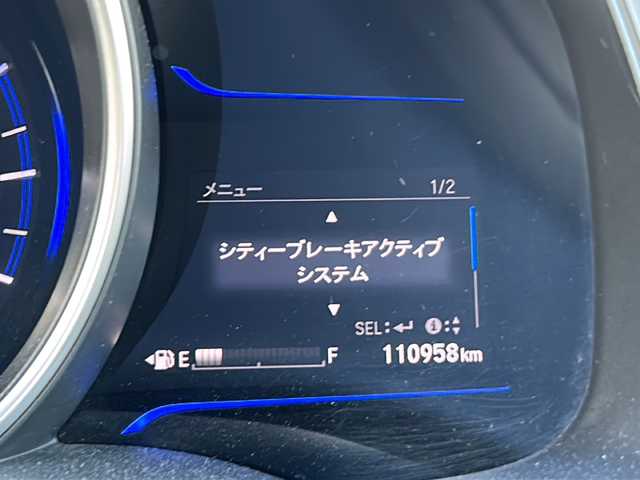 メニュー 1/2
▲
シティーブレーキアクティブ
システム
▼
SEL:↵ ⓘ:▲▼
E F 110958km